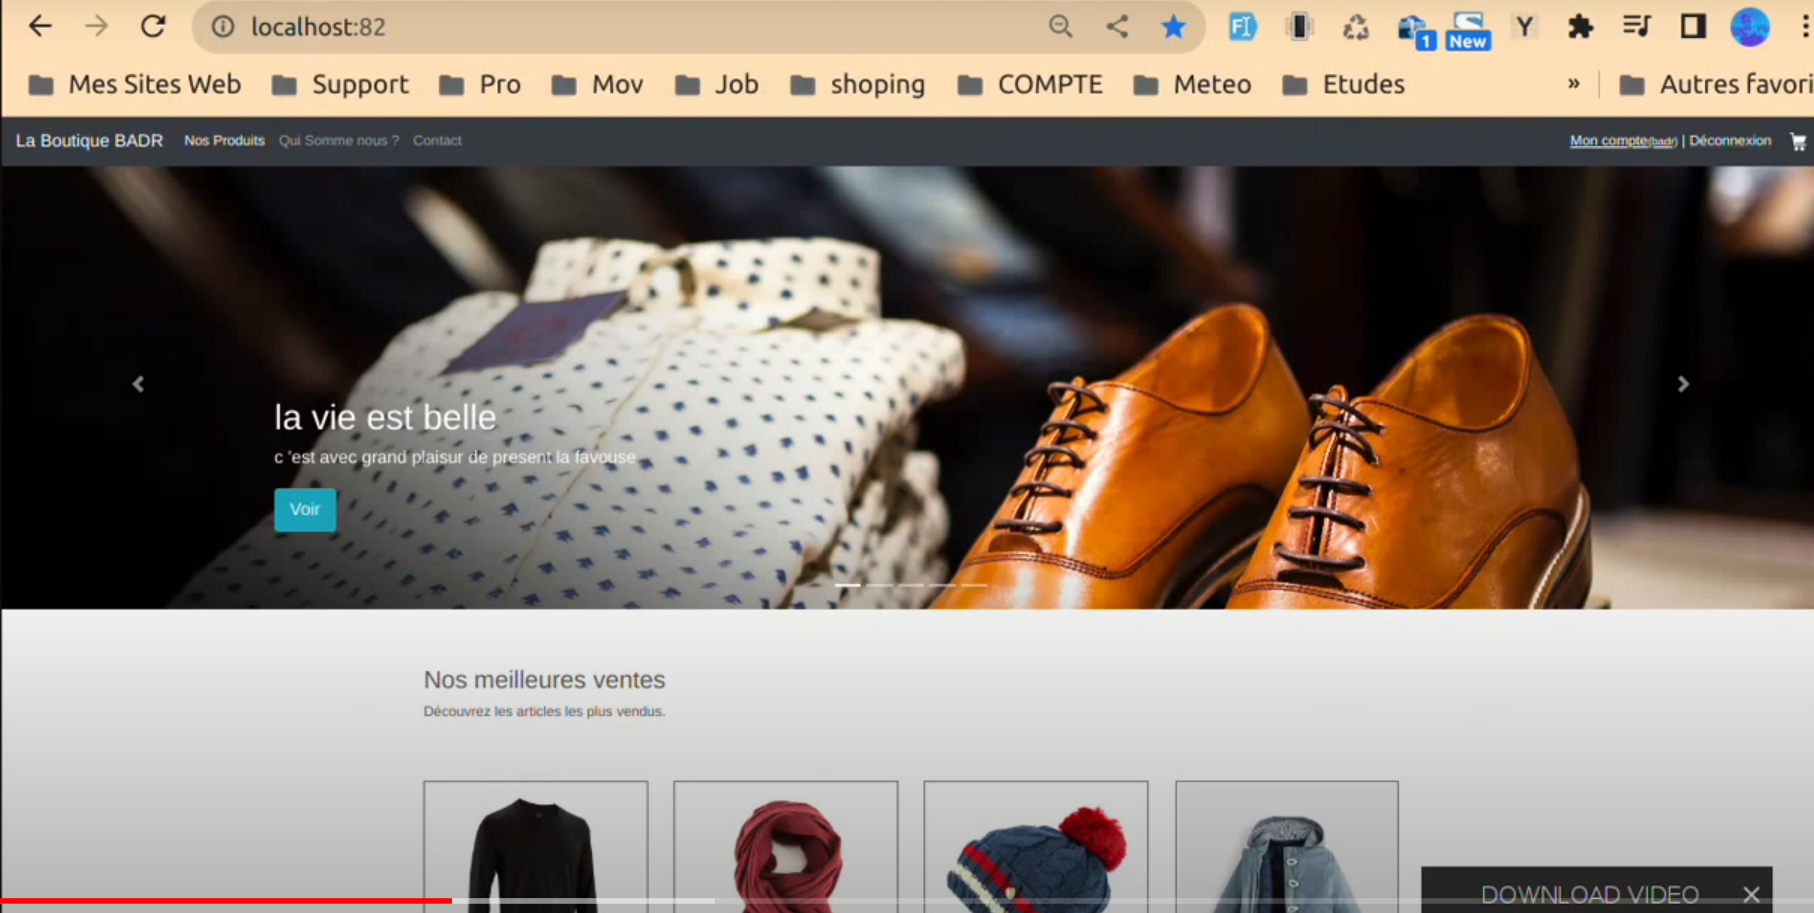 localhost:82
1
New
Y
Mes Sites Web Support Pro Mov Job shoping COMPTE Meteo Etudes » Autres favori
La Boutique BADR Nos Produits Qui Somme nous ? Contact Mon compte(badr) | Déconnexion
la vie est belle
c 'est avec grand plaisur de present la favouse
Voir
Nos meilleures ventes
Découvrez les articles les plus vendus.
DOWNLOAD VIDEO